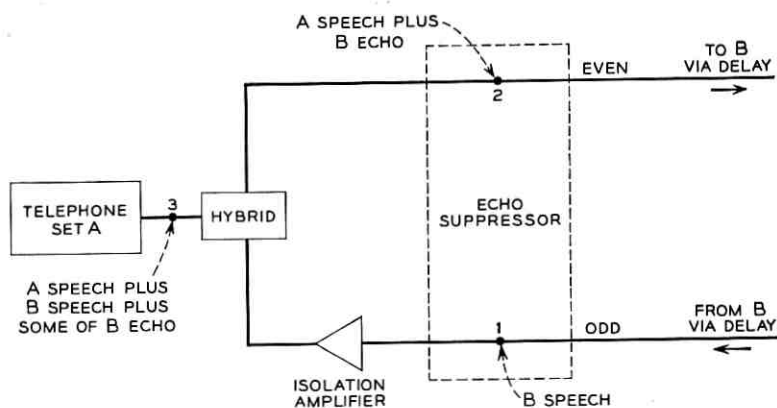 A SPEECH PLUS
B ECHO
EVEN
TO B
VIA DELAY
2
TELEPHONE
SET A
3
HYBRID
ECHO
SUPPRESSOR
A SPEECH PLUS
B SPEECH PLUS
SOME OF B ECHO
1
ODD
FROM B
VIA DELAY
ISOLATION
AMPLIFIER
B SPEECH